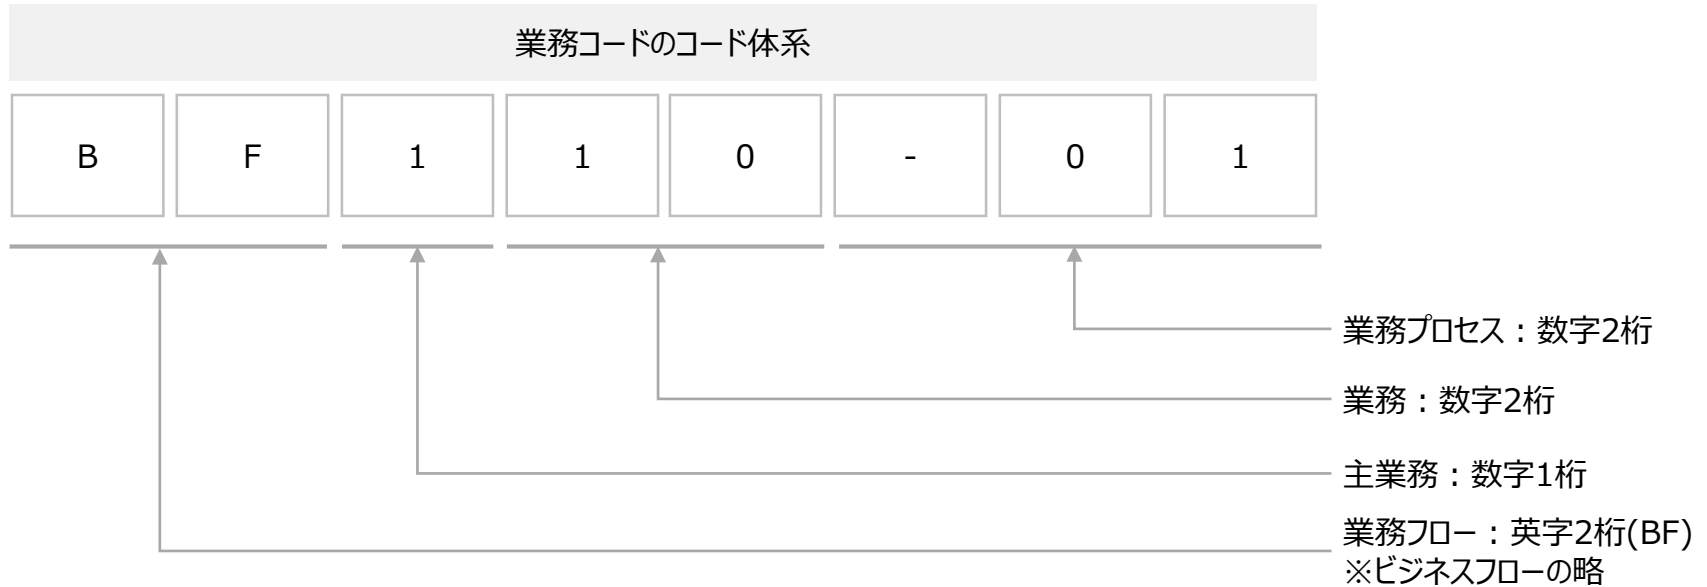 業務コードのコード体系
B F 1 1 0 - 0 1
業務プロセス：数字2桁
業務：数字2桁
主業務：数字1桁
業務フロー：英字2桁(BF)
※ビジネスフローの略